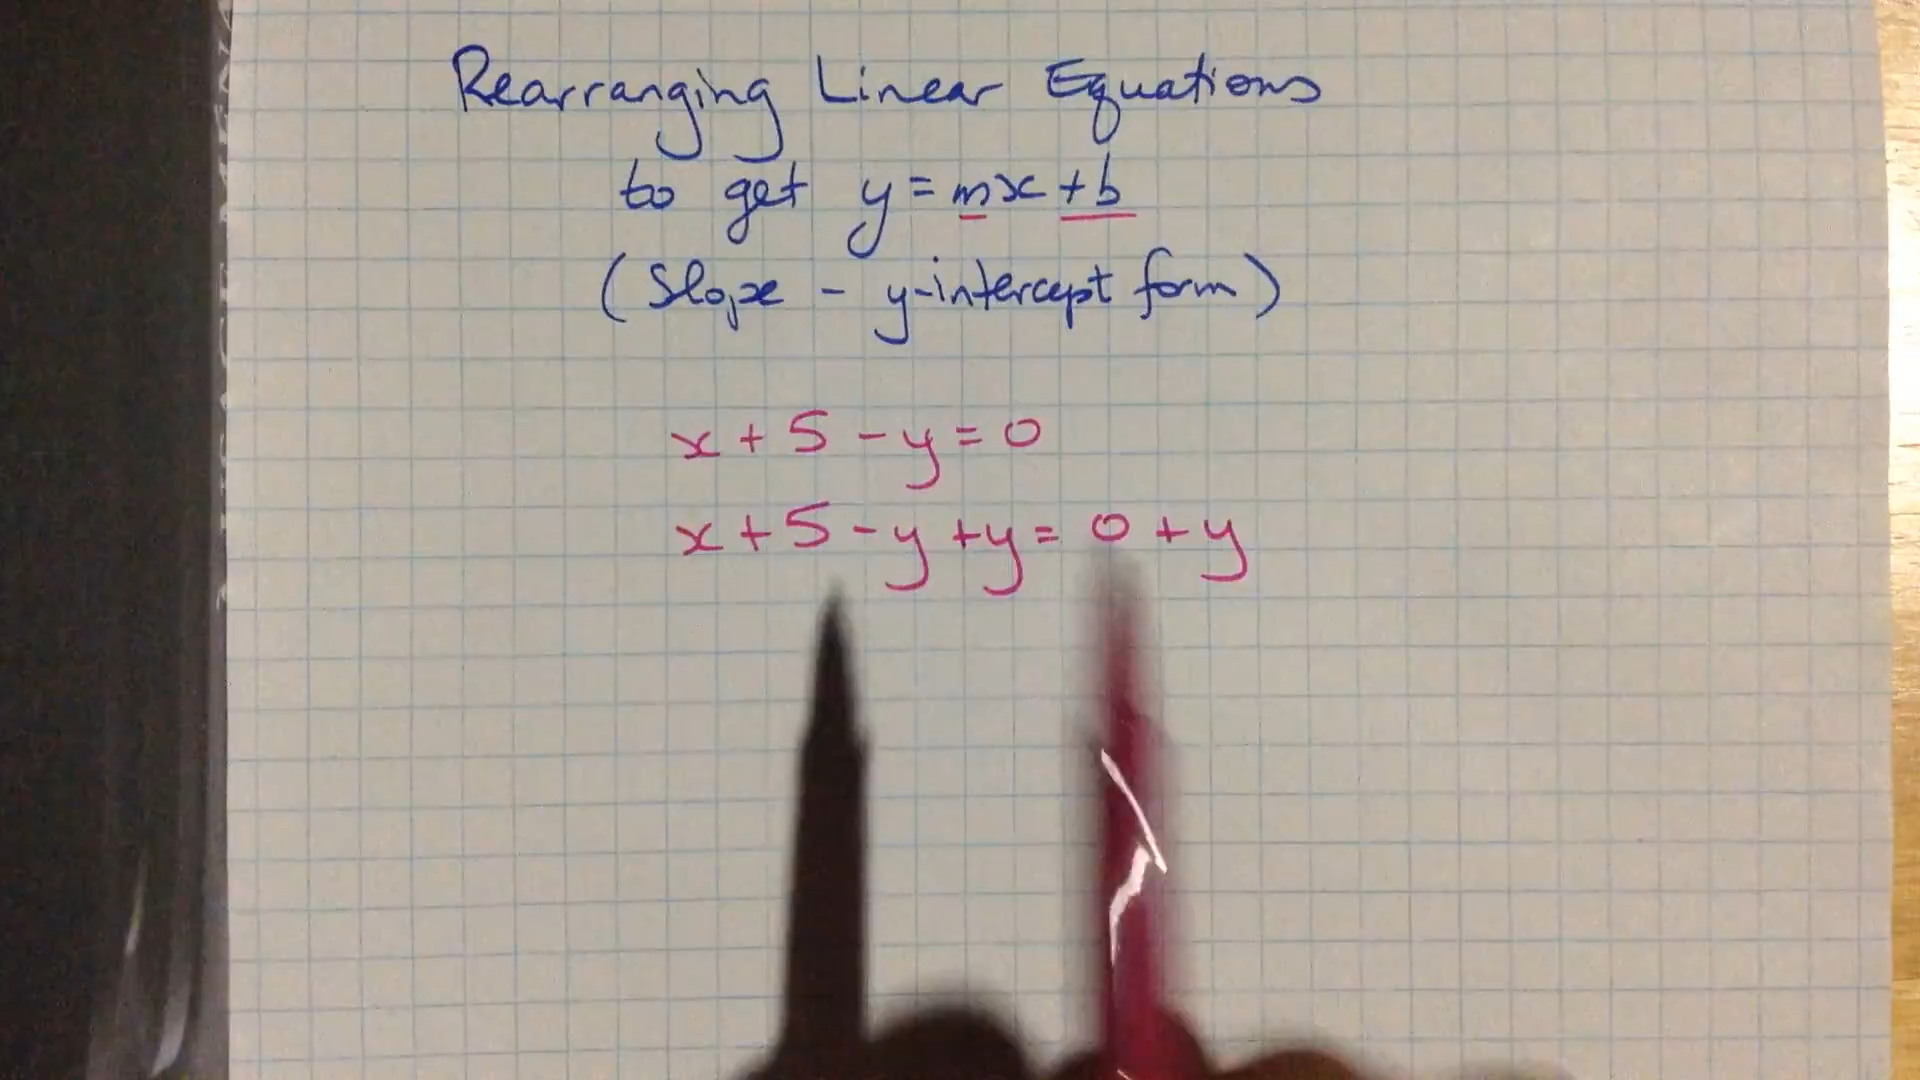 Rearranging Linear Equations
to get y = mx + b
(Slope - y-intercept form)
x + 5 - y = 0
x + 5 - y + y = 0 + y